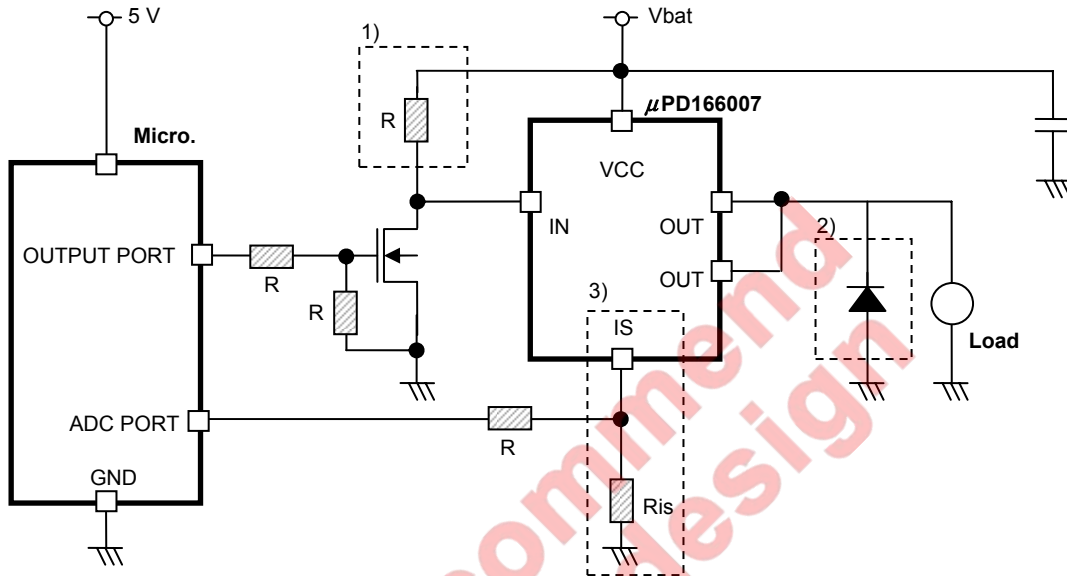 5 V
Vbat
1)
R
μPD166007
Micro.
VCC
IN
OUT
OUTPUT PORT
R
2)
OUT
R
3)
IS
Load
ADC PORT
R
GND
Ris
commend
design